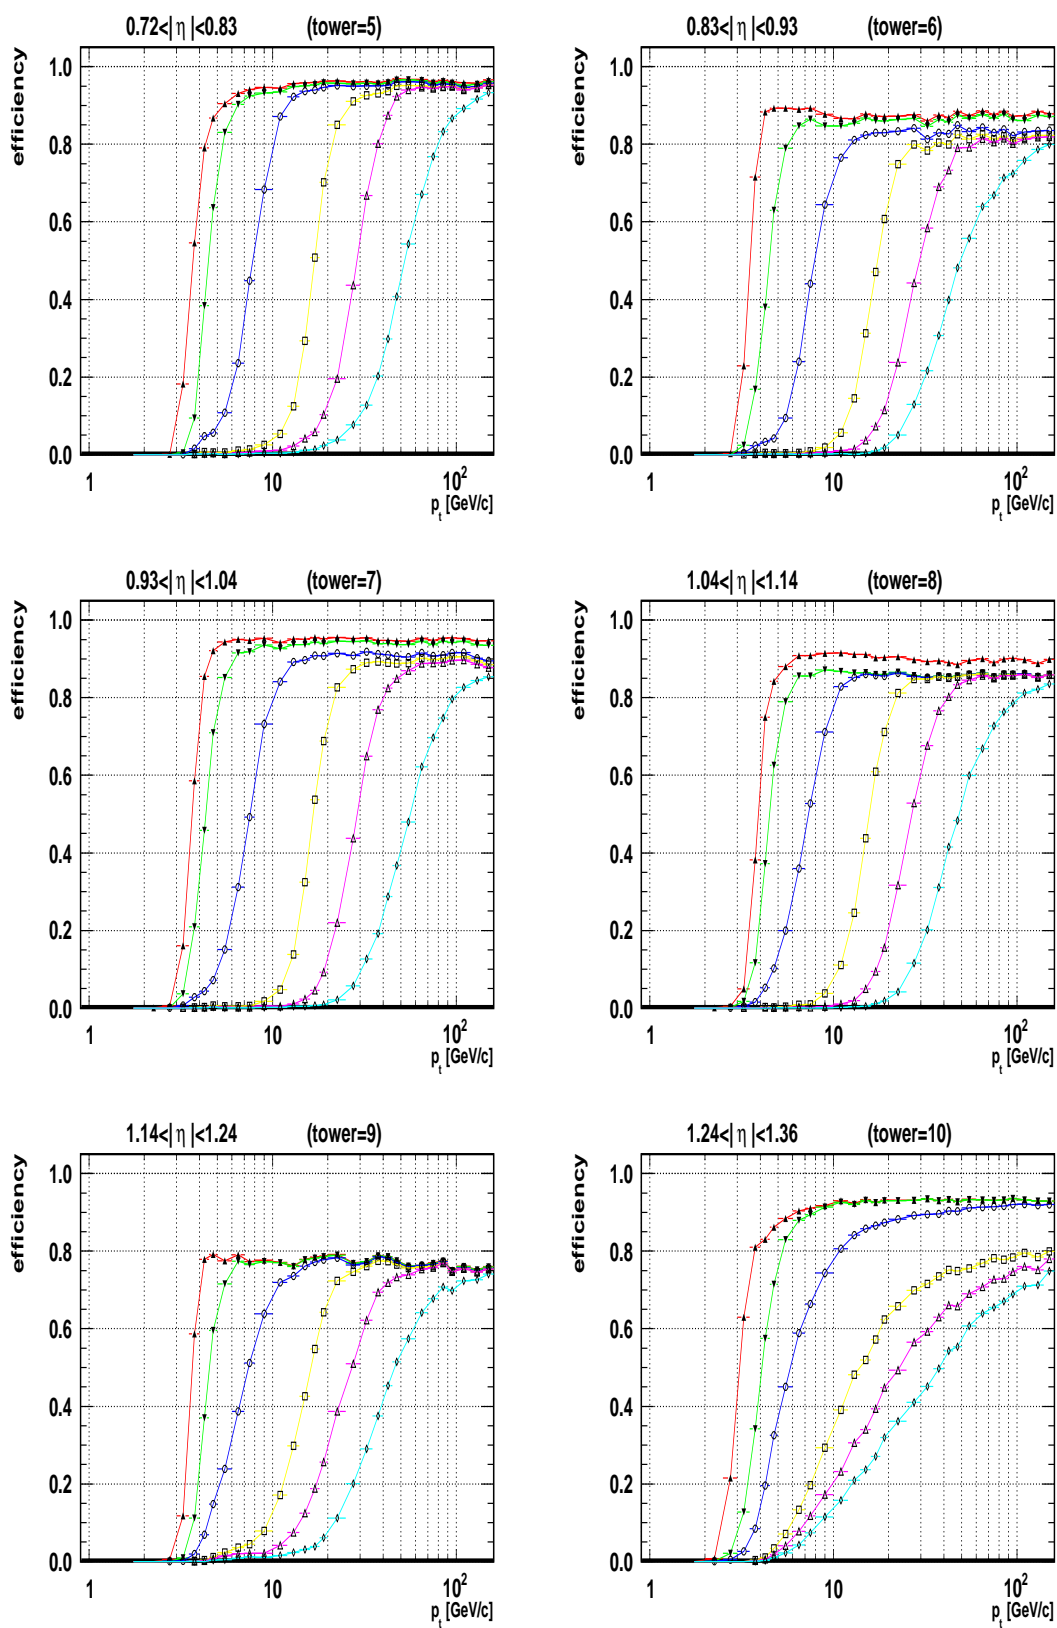 0.72<| η |<0.83 (tower=5)
efficiency
1.0
0.8
0.6
0.4
0.2
0.0
1 10 10²
p_t [GeV/c]
0.83<| η |<0.93 (tower=6)
efficiency
1.0
0.8
0.6
0.4
0.2
0.0
1 10 10²
p_t [GeV/c]
0.93<| η |<1.04 (tower=7)
efficiency
1.0
0.8
0.6
0.4
0.2
0.0
1 10 10²
p_t [GeV/c]
1.04<| η |<1.14 (tower=8)
efficiency
1.0
0.8
0.6
0.4
0.2
0.0
1 10 10²
p_t [GeV/c]
1.14<| η |<1.24 (tower=9)
efficiency
1.0
0.8
0.6
0.4
0.2
0.0
1 10 10²
p_t [GeV/c]
1.24<| η |<1.36 (tower=10)
efficiency
1.0
0.8
0.6
0.4
0.2
0.0
1 10 10²
p_t [GeV/c]